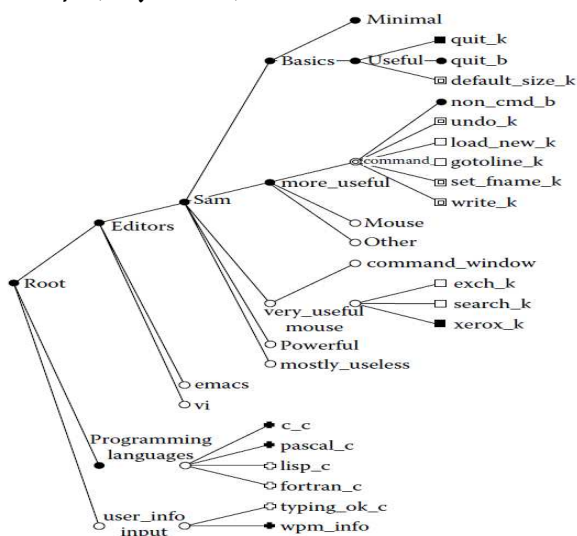 Minimal
quit_k
Basics
Useful
quit_b
default_size_k
non_cmd_b
undo_k
load_new_k
command
gotoline_k
more_useful
set_fname_k
Sam
write_k
Mouse
Editors
Other
command_window
Root
exch_k
very_useful
search_k
mouse
xerox_k
Powerful
mostly_useless
emacs
vi
c_c
Programming
pascal_c
languages
lisp_c
fortran_c
typing_ok_c
user_info
wpm_info
input